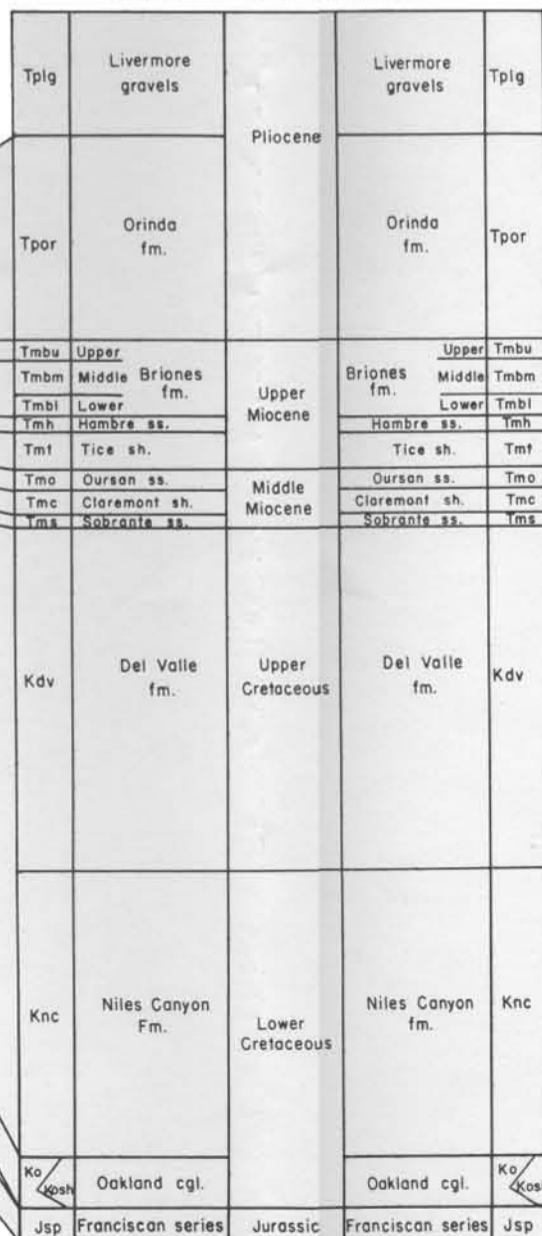 Tplg Livermore gravels Pliocene Livermore gravels Tplg
Tpor Orinda fm. Orinda fm. Tpor
Tmbu Upper Upper Tmbu
Tmbm Middle Briones fm. Upper Miocene Briones fm. Middle Tmbm
Tmbl Lower Lower Tmbl
Tmh Hambre ss. Hambre ss. Tmh
Tmt Tice sh. Tice sh. Tmt
Tmo Oursan ss. Middle Miocene Oursan ss. Tmo
Tmc Claremont sh. Claremont sh. Tmc
Tms Sobrante ss. Sobrante ss. Tms
Kdv Del Valle fm. Upper Cretaceous Del Valle fm. Kdv
Knc Niles Canyon Fm. Lower Cretaceous Niles Canyon fm. Knc
Ko Kosh Oakland cgl. Oakland cgl. Ko Kosh
Jsp Franciscan series Jurassic Franciscan series Jsp